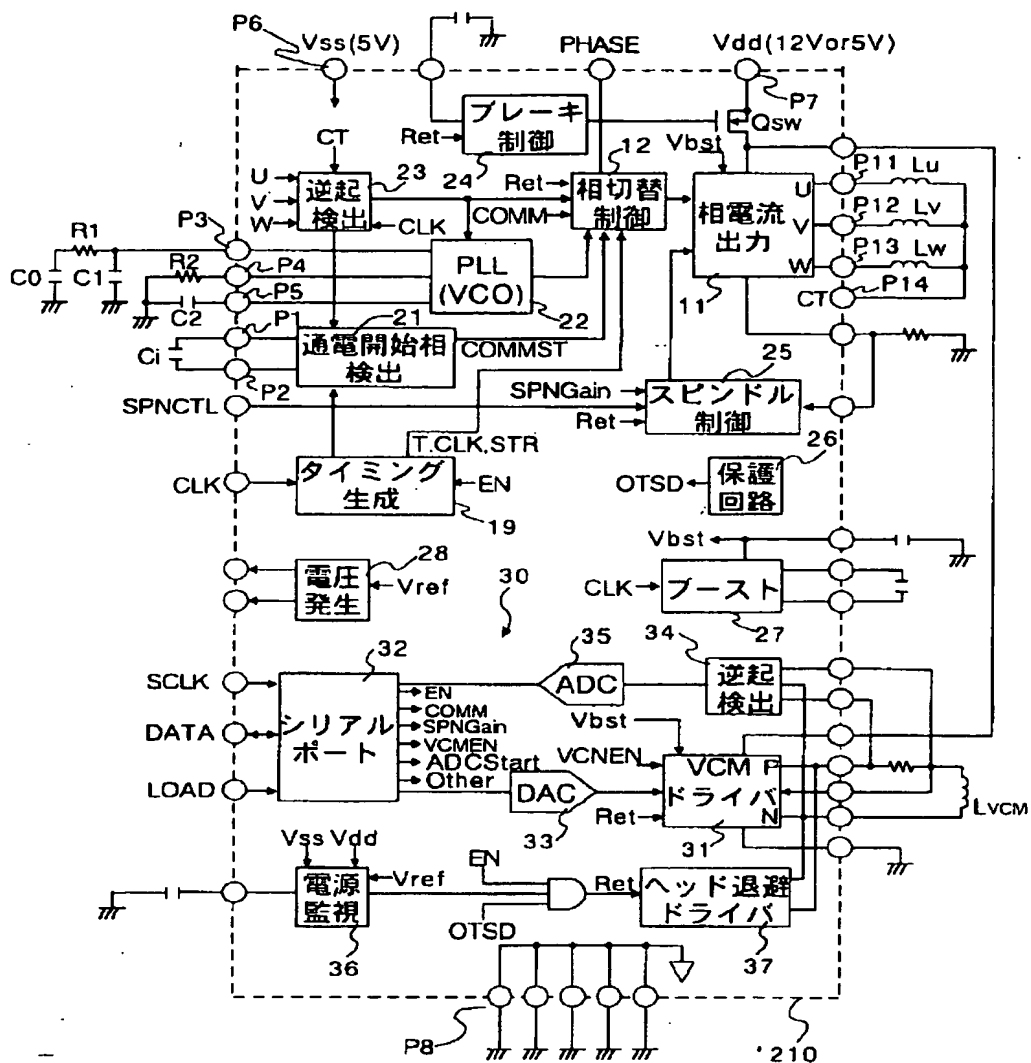 P6
Vss(5V)
PHASE
Vdd(12Vor5V)
P7
ブレーキ
制御
Qsw
CT
Ret
24
12
Vbst
U
V
W
逆起
検出
23
Ret
COMM
相切替
制御
相電流
出力
U
V
W
11
P11
Lu
P12
Lv
P13
Lw
CT
P14
CLK
P3
R1
C0
C1
R2
P4
P5
C2
PLL
(VCO)
22
P1
21
Ci
通電開始相
検出
COMMST
P2
SPNCTL
SPNGain
Ret
25
スピンドル
制御
T.CLK,STR
CLK
タイミング
生成
EN
19
OTSD
保護
回路
26
28
電圧
発生
Vref
30
Vbst
CLK
ブースト
27
SCLK
DATA
LOAD
32
シリアル
ポート
EN
COMM
SPNGain
VCMEN
ADCStart
Other
35
ADC
34
逆起
検出
Vbst
VCNEN
Ret
DAC
33
VCM
ドライバ
P
N
31
LVCM
Vss
Vdd
電源
監視
Vref
36
EN
OTSD
Ret
ヘッド退避
ドライバ
37
P8
210